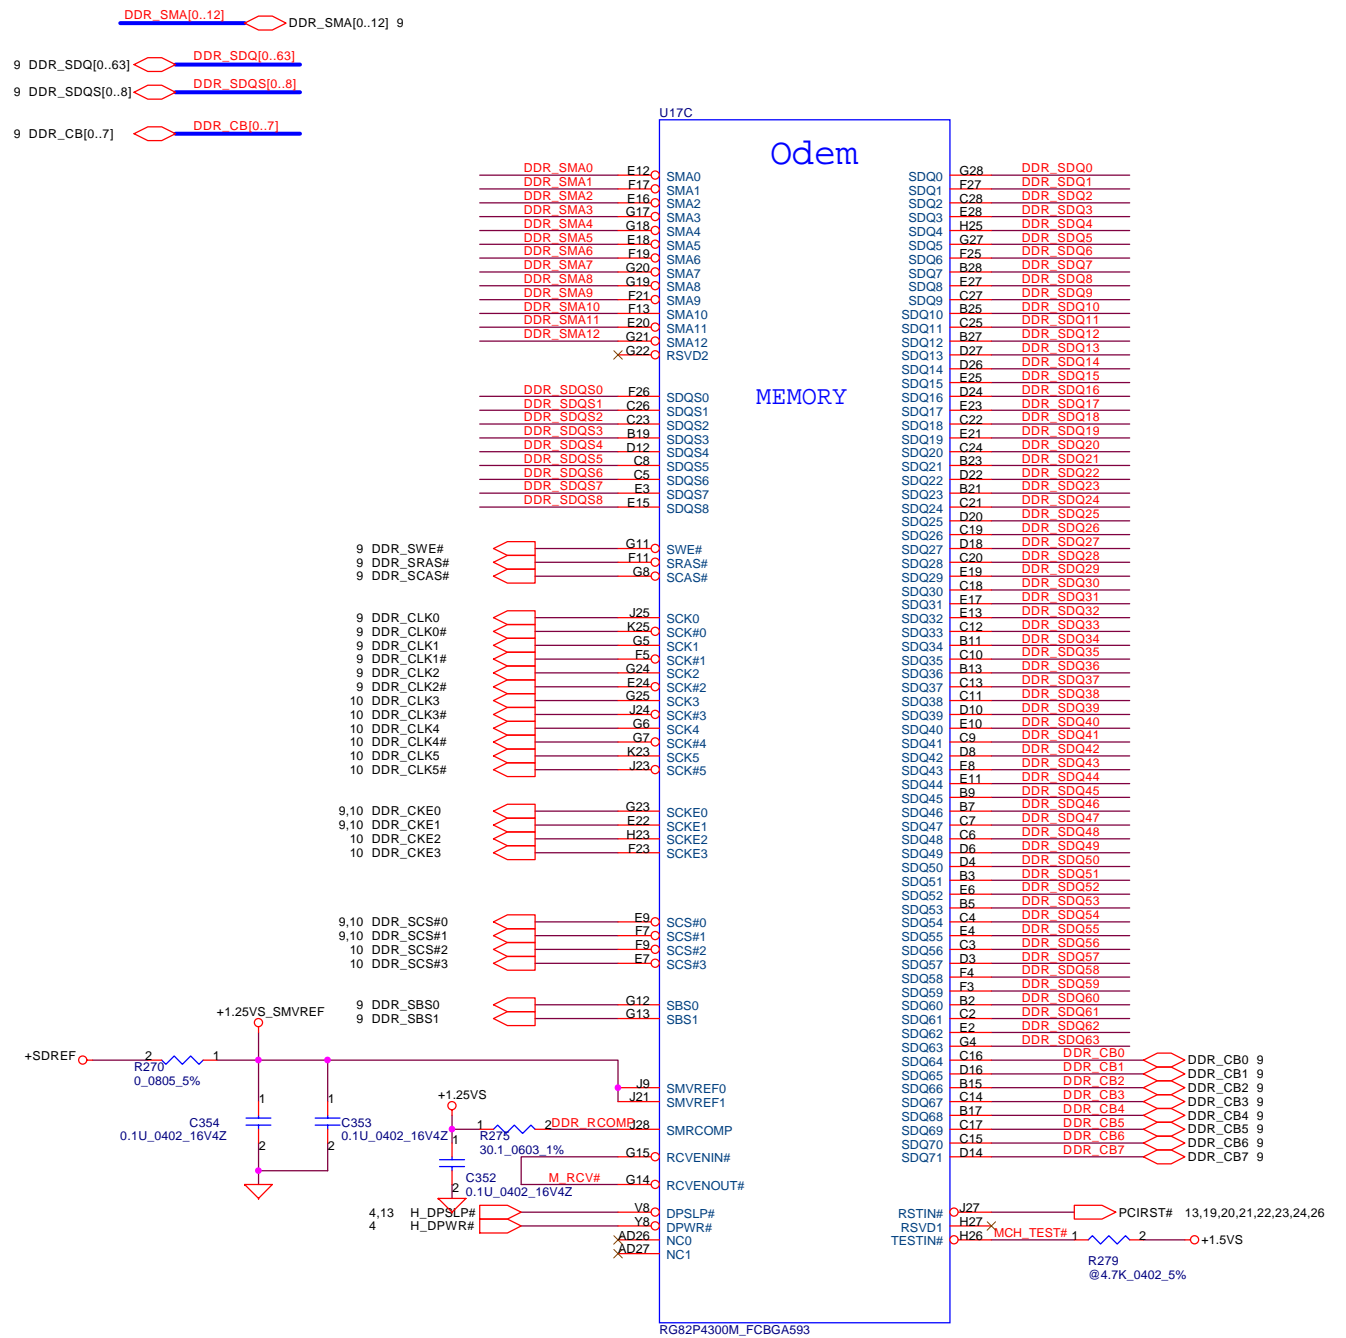 DDR_SMA[0..12] DDR_SMA[0..12] 9
9 DDR_SDQ[0..63] DDR_SDQ[0..63]
9 DDR_SDQS[0..8] DDR_SDQS[0..8]
9 DDR_CB[0..7] DDR_CB[0..7]
U17C
Odem
MEMORY
DDR_SMA0 E12 SMA0
DDR_SMA1 F17 SMA1
DDR_SMA2 E16 SMA2
DDR_SMA3 G17 SMA3
DDR_SMA4 G18 SMA4
DDR_SMA5 E18 SMA5
DDR_SMA6 F19 SMA6
DDR_SMA7 G20 SMA7
DDR_SMA8 G19 SMA8
DDR_SMA9 F21 SMA9
DDR_SMA10 F13 SMA10
DDR_SMA11 E20 SMA11
DDR_SMA12 G21 SMA12
G22 RSVD2
DDR_SDQS0 F26 SDQS0
DDR_SDQS1 C26 SDQS1
DDR_SDQS2 C23 SDQS2
DDR_SDQS3 B19 SDQS3
DDR_SDQS4 D12 SDQS4
DDR_SDQS5 C8 SDQS5
DDR_SDQS6 C5 SDQS6
DDR_SDQS7 E3 SDQS7
DDR_SDQS8 E15 SDQS8
9 DDR_SWE# G11 SWE#
9 DDR_SRAS# F11 SRAS#
9 DDR_SCAS# G8 SCAS#
9 DDR_CLK0 J25 SCK0
9 DDR_CLK0# K25 SCK#0
9 DDR_CLK1 G5 SCK1
9 DDR_CLK1# F5 SCK#1
9 DDR_CLK2 G24 SCK2
9 DDR_CLK2# E24 SCK#2
10 DDR_CLK3 G25 SCK3
10 DDR_CLK3# J24 SCK#3
10 DDR_CLK4 G6 SCK4
10 DDR_CLK4# G7 SCK#4
10 DDR_CLK5 K23 SCK5
10 DDR_CLK5# J23 SCK#5
9,10 DDR_CKE0 G23 SCKE0
9,10 DDR_CKE1 E22 SCKE1
10 DDR_CKE2 H23 SCKE2
10 DDR_CKE3 F23 SCKE3
9,10 DDR_SCS#0 E9 SCS#0
9,10 DDR_SCS#1 F7 SCS#1
10 DDR_SCS#2 F9 SCS#2
10 DDR_SCS#3 E7 SCS#3
9 DDR_SBS0 G12 SBS0
9 DDR_SBS1 G13 SBS1
+1.25VS_SMVREF
+SDREF 2 1
R270
0_0805_5%
J9 SMVREF0
J21 SMVREF1
1 C354 2
0.1U_0402_16V4Z
1 C353 2
0.1U_0402_16V4Z
+1.25VS
1 2 DDR_RCOMP J28 SMRCOMP
R275
30.1_0603_1%
1 C352 2
0.1U_0402_16V4Z
G15 RCVENIN#
M_RCV# G14 RCVENOUT#
4,13 H_DPSLP# V8 DPSLP#
4 H_DPWR# Y8 DPWR#
AD26 NC0
AD27 NC1
SDQ0 G28 DDR_SDQ0
SDQ1 F27 DDR_SDQ1
SDQ2 C28 DDR_SDQ2
SDQ3 E28 DDR_SDQ3
SDQ4 H25 DDR_SDQ4
SDQ5 G27 DDR_SDQ5
SDQ6 F25 DDR_SDQ6
SDQ7 B28 DDR_SDQ7
SDQ8 E27 DDR_SDQ8
SDQ9 C27 DDR_SDQ9
SDQ10 B25 DDR_SDQ10
SDQ11 C25 DDR_SDQ11
SDQ12 B27 DDR_SDQ12
SDQ13 D27 DDR_SDQ13
SDQ14 D26 DDR_SDQ14
SDQ15 E25 DDR_SDQ15
SDQ16 D24 DDR_SDQ16
SDQ17 E23 DDR_SDQ17
SDQ18 C22 DDR_SDQ18
SDQ19 E21 DDR_SDQ19
SDQ20 C24 DDR_SDQ20
SDQ21 B23 DDR_SDQ21
SDQ22 D22 DDR_SDQ22
SDQ23 B21 DDR_SDQ23
SDQ24 C21 DDR_SDQ24
SDQ25 D20 DDR_SDQ25
SDQ26 C19 DDR_SDQ26
SDQ27 D18 DDR_SDQ27
SDQ28 C20 DDR_SDQ28
SDQ29 E19 DDR_SDQ29
SDQ30 C18 DDR_SDQ30
SDQ31 E17 DDR_SDQ31
SDQ32 E13 DDR_SDQ32
SDQ33 C12 DDR_SDQ33
SDQ34 B11 DDR_SDQ34
SDQ35 C10 DDR_SDQ35
SDQ36 B13 DDR_SDQ36
SDQ37 C13 DDR_SDQ37
SDQ38 C11 DDR_SDQ38
SDQ39 D10 DDR_SDQ39
SDQ40 E10 DDR_SDQ40
SDQ41 C9 DDR_SDQ41
SDQ42 D8 DDR_SDQ42
SDQ43 E8 DDR_SDQ43
SDQ44 E11 DDR_SDQ44
SDQ45 B9 DDR_SDQ45
SDQ46 B7 DDR_SDQ46
SDQ47 C7 DDR_SDQ47
SDQ48 C6 DDR_SDQ48
SDQ49 D6 DDR_SDQ49
SDQ50 D4 DDR_SDQ50
SDQ51 B3 DDR_SDQ51
SDQ52 E6 DDR_SDQ52
SDQ53 B5 DDR_SDQ53
SDQ54 C4 DDR_SDQ54
SDQ55 E4 DDR_SDQ55
SDQ56 C3 DDR_SDQ56
SDQ57 D3 DDR_SDQ57
SDQ58 F4 DDR_SDQ58
SDQ59 F3 DDR_SDQ59
SDQ60 B2 DDR_SDQ60
SDQ61 C2 DDR_SDQ61
SDQ62 E2 DDR_SDQ62
SDQ63 G4 DDR_SDQ63
SDQ64 C16 DDR_CB0 DDR_CB0 9
SDQ65 D16 DDR_CB1 DDR_CB1 9
SDQ66 B15 DDR_CB2 DDR_CB2 9
SDQ67 C14 DDR_CB3 DDR_CB3 9
SDQ68 B17 DDR_CB4 DDR_CB4 9
SDQ69 C17 DDR_CB5 DDR_CB5 9
SDQ70 C15 DDR_CB6 DDR_CB6 9
SDQ71 D14 DDR_CB7 DDR_CB7 9
RSTIN# J27 PCIRST# 13,19,20,21,22,23,24,26
RSVD1 H27
TESTIN# H26 MCH_TEST# 1 2 +1.5VS
R279
@4.7K_0402_5%
RG82P4300M_FCBGA593